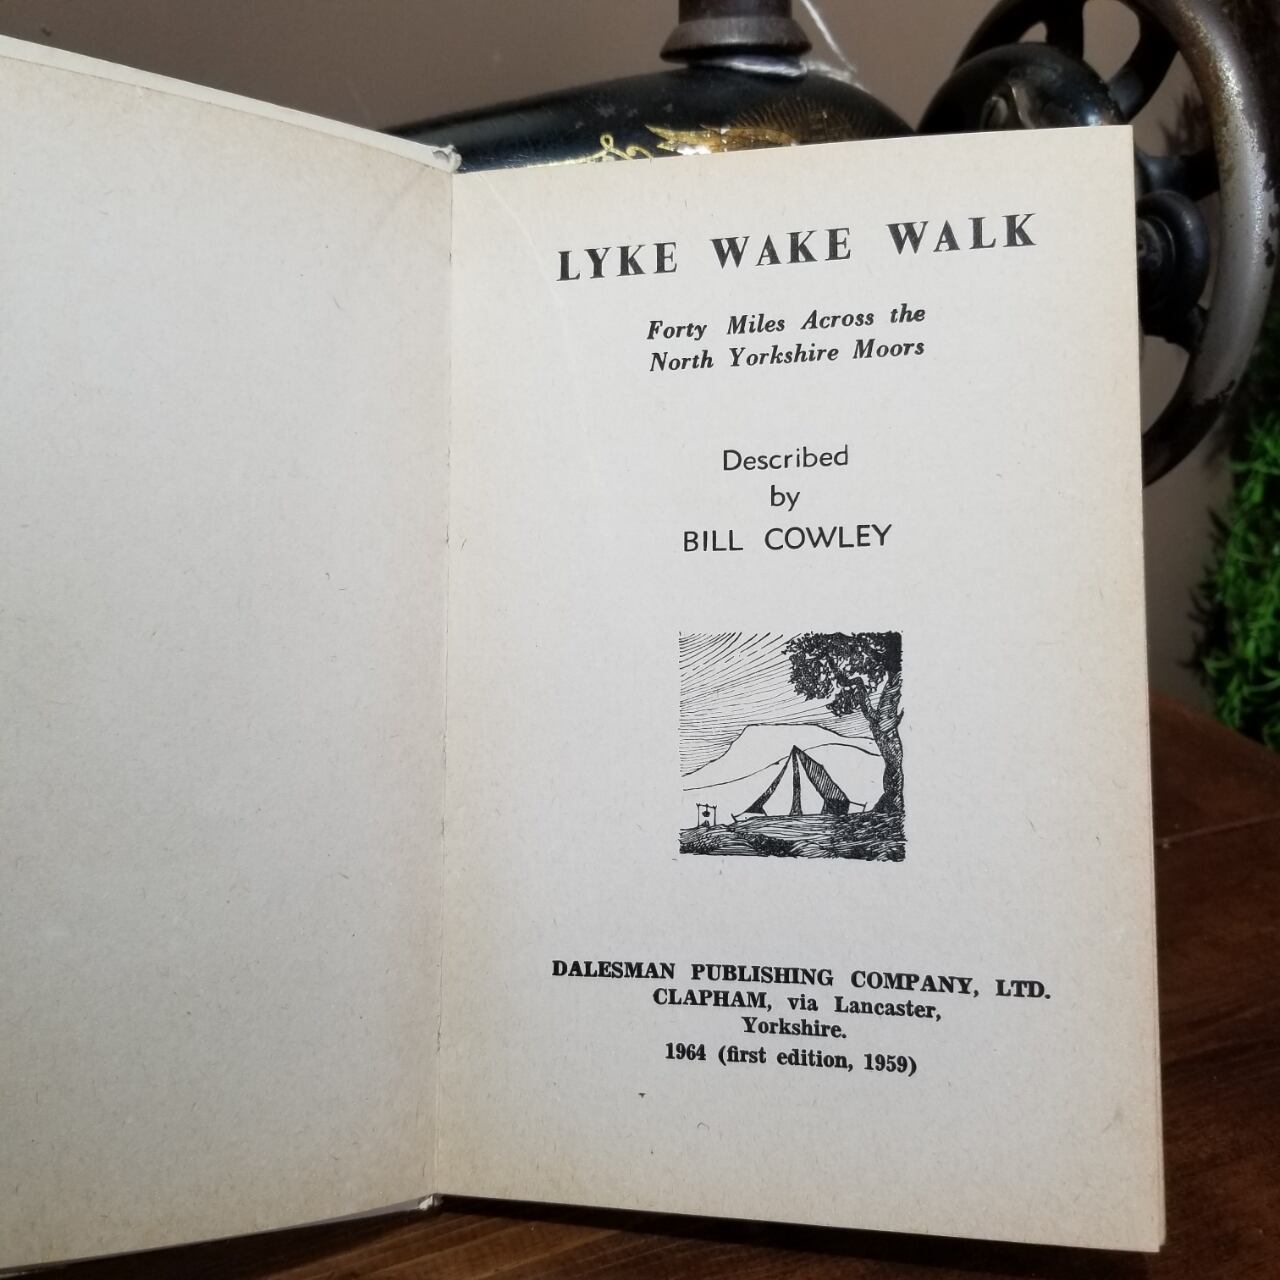 LYKE WAKE WALK
Forty Miles Across the
North Yorkshire Moors
Described
by
BILL COWLEY
DALESMAN PUBLISHING COMPANY, LTD.
CLAPHAM, via Lancaster,
Yorkshire.
1964 (first edition, 1959)